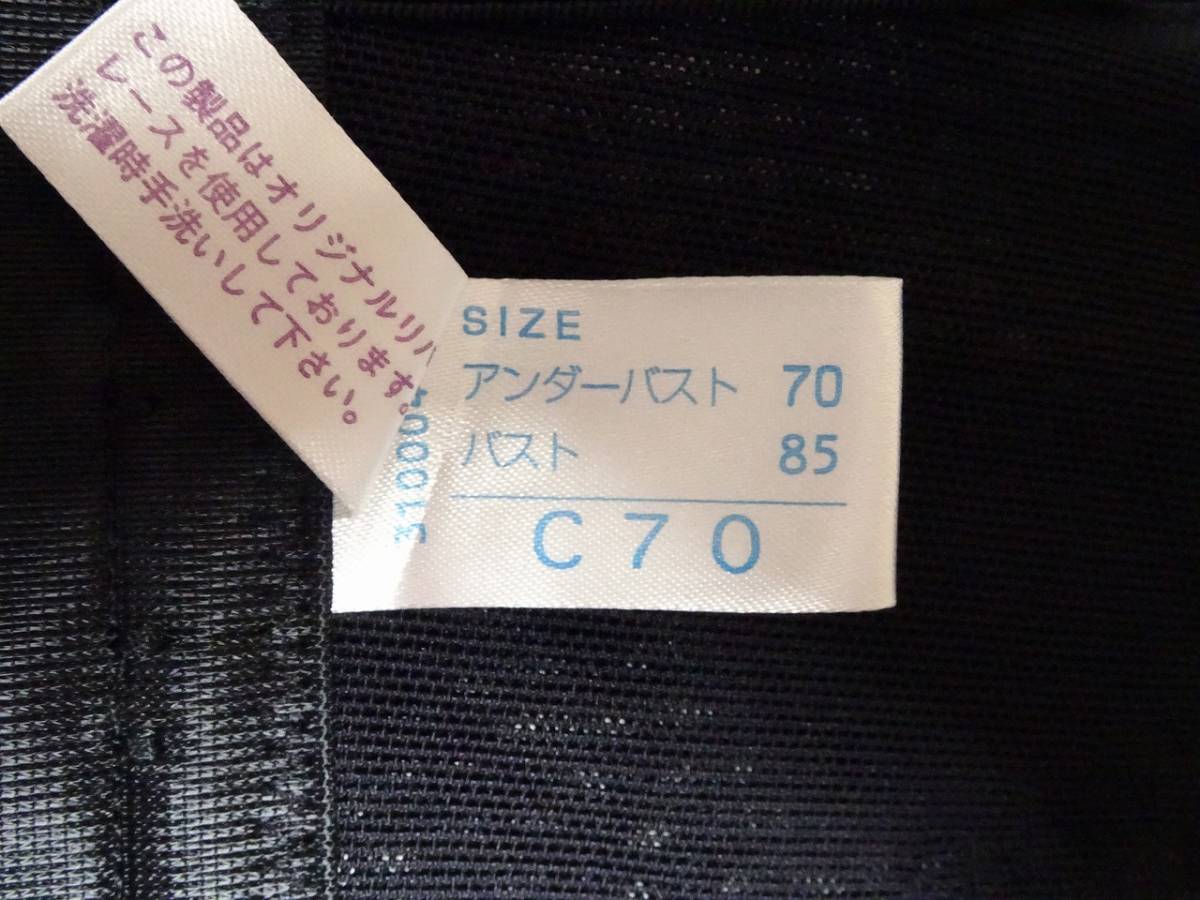 この製品はオリジナルリバ
レースを使用しております。
洗濯時手洗いして下さい。
SIZE
アンダーバスト 70
バスト 85
C70